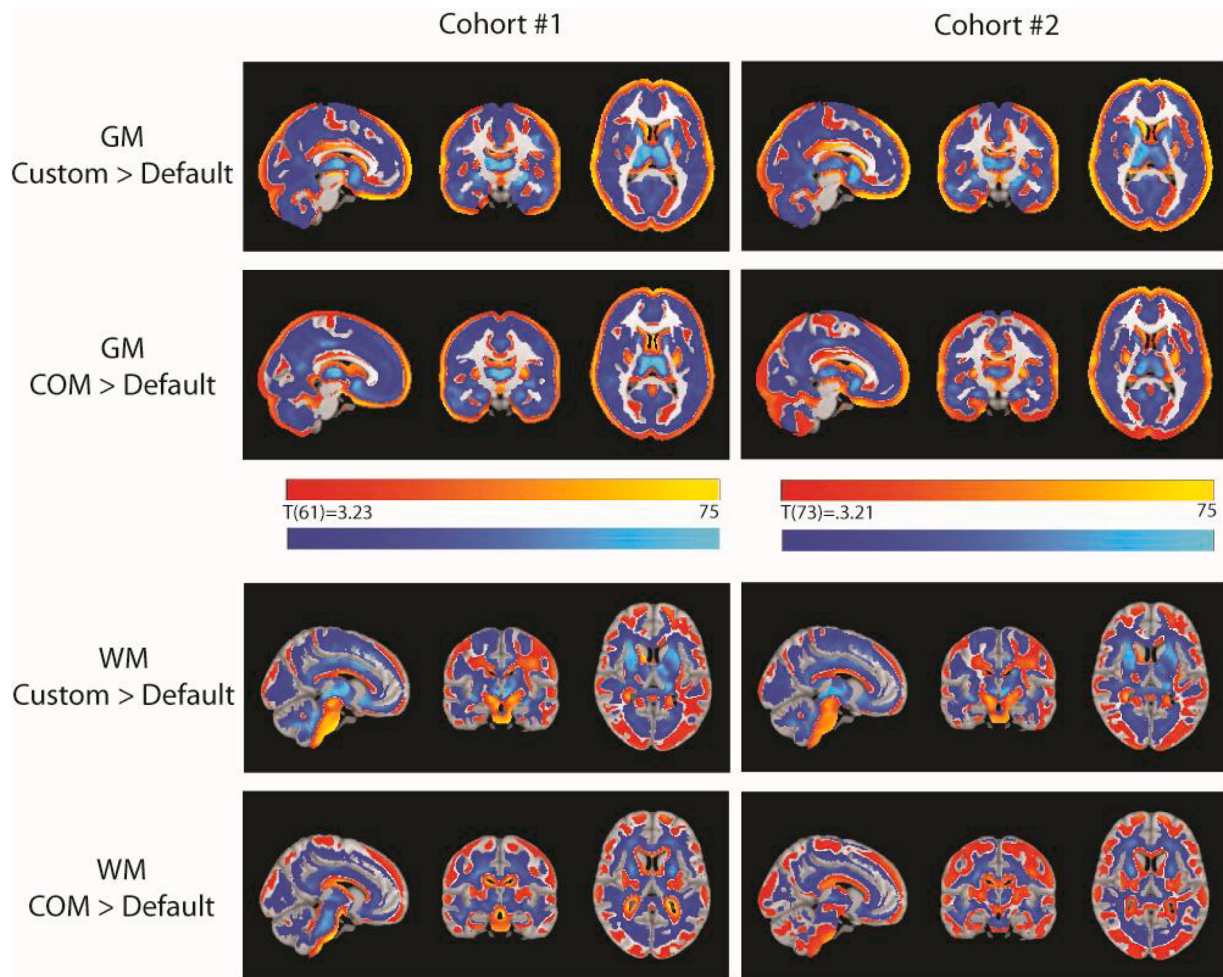 Cohort #1
Cohort #2
GM
Custom > Default
GM
COM > Default
T(61)=3.23
75
T(73)=.3.21
75
WM
Custom > Default
WM
COM > Default